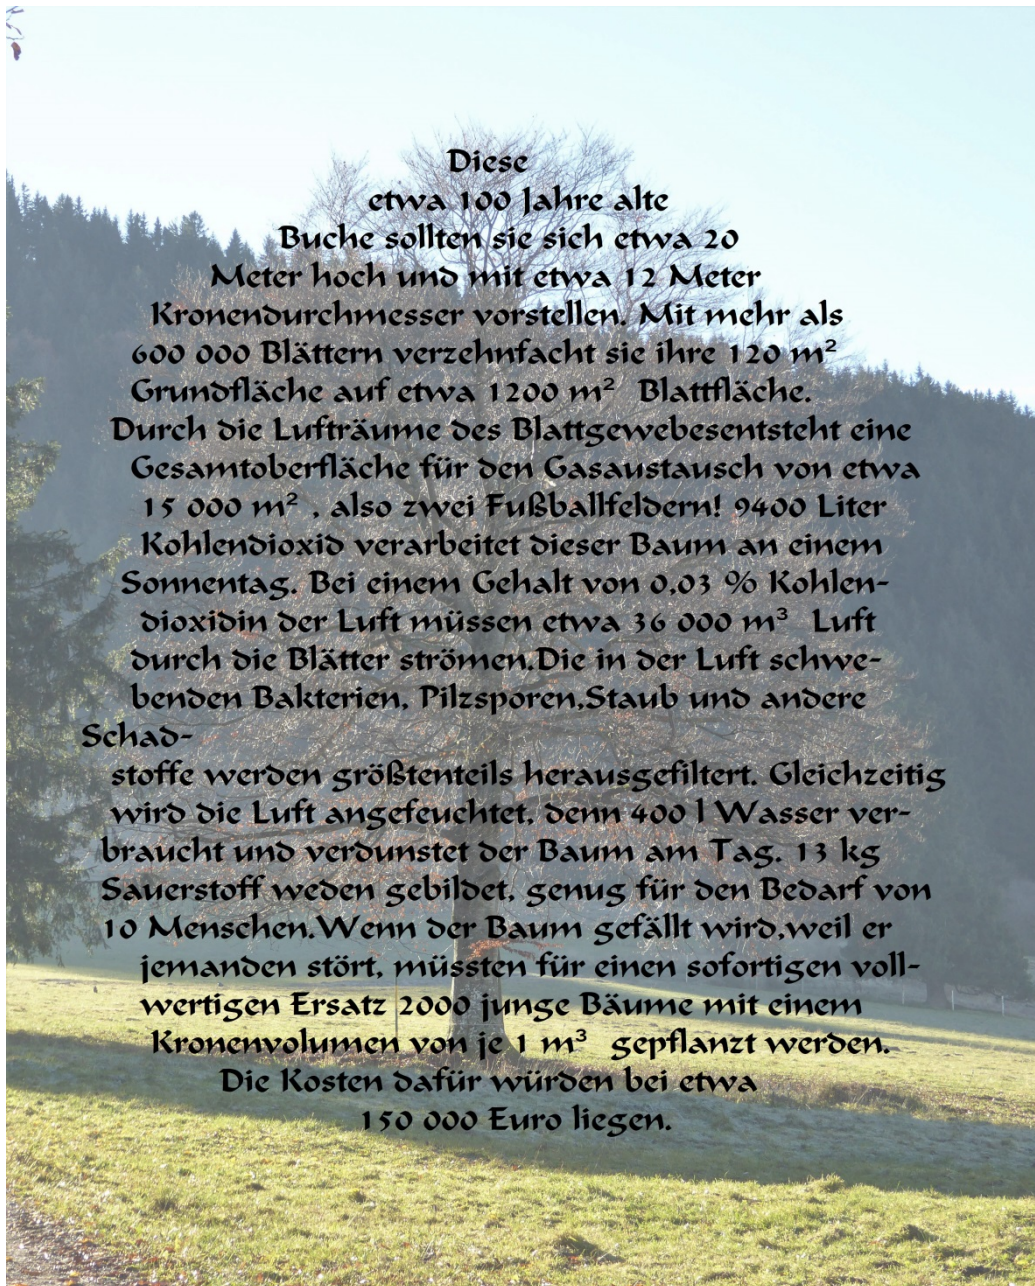 Diese
etwa 100 Jahre alte
Buche sollten sie sich etwa 20
Meter hoch und mit etwa 12 Meter
Kronendurchmesser vorstellen. Mit mehr als
600 000 Blättern verzehnfacht sie ihre 120 m²
Grundfläche auf etwa 1200 m² Blattfläche.
Durch die Lufträume des Blattgewebesentsteht eine
Gesamtoberfläche für den Gasaustausch von etwa
15 000 m² , also zwei Fußballfeldern! 9400 Liter
Kohlendioxid verarbeitet dieser Baum an einem
Sonnentag. Bei einem Gehalt von 0,03 % Kohlen-
dioxidin der Luft müssen etwa 36 000 m³ Luft
durch die Blätter strömen.Die in der Luft schwe-
benden Bakterien, Pilzsporen,Staub und andere
Schad-
stoffe werden größtenteils herausgefiltert. Gleichzeitig
wird die Luft angefeuchtet, denn 400 l Wasser ver-
braucht und verdunstet der Baum am Tag. 13 kg
Sauerstoff weden gebildet, genug für den Bedarf von
10 Menschen.Wenn der Baum gefällt wird,weil er
jemanden stört, müssten für einen sofortigen voll-
wertigen Ersatz 2000 junge Bäume mit einem
Kronenvolumen von je 1 m³ gepflanzt werden.
Die Kosten dafür würden bei etwa
150 000 Euro liegen.